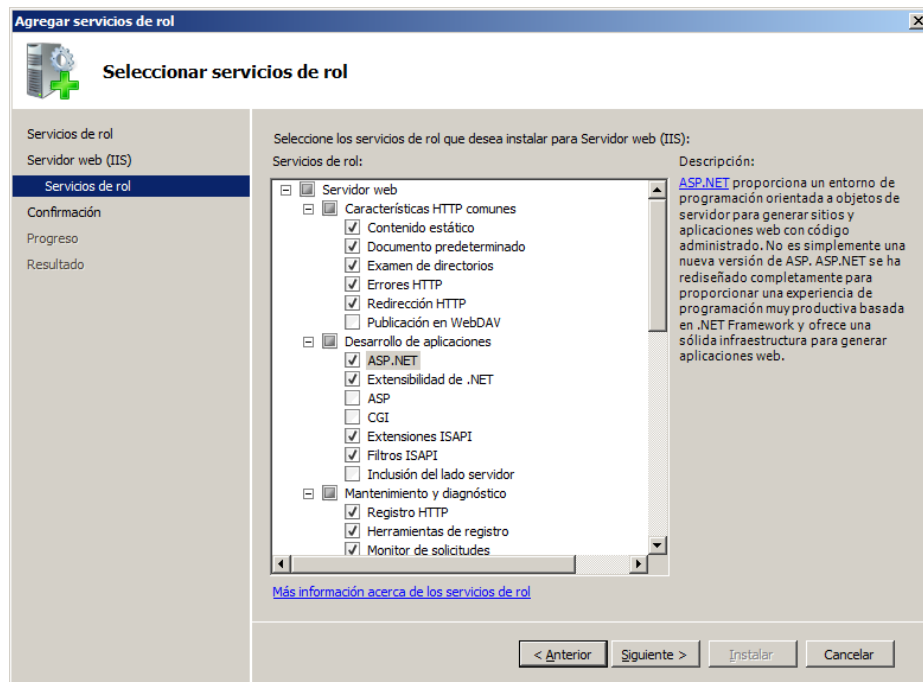 Agregar servicios de rol
Seleccionar servicios de rol
Servicios de rol
Servidor web (IIS)
Servicios de rol
Confirmación
Progreso
Resultado
Seleccione los servicios de rol que desea instalar para Servidor web (IIS):
Servicios de rol:
Servidor web
Características HTTP comunes
Contenido estático
Documento predeterminado
Examen de directorios
Errores HTTP
Redirección HTTP
Publicación en WebDAV
Desarrollo de aplicaciones
ASP.NET
Extensibilidad de .NET
ASP
CGI
Extensiones ISAPI
Filtros ISAPI
Inclusión del lado servidor
Mantenimiento y diagnóstico
Registro HTTP
Herramientas de registro
Monitor de solicitudes
Más información acerca de los servicios de rol
Descripción:
ASP.NET proporciona un entorno de
programación orientada a objetos de
servidor para generar sitios y
aplicaciones web con código
administrado. No es simplemente una
nueva versión de ASP. ASP.NET se ha
rediseñado completamente para
proporcionar una experiencia de
programación muy productiva basada
en .NET Framework y ofrece una
sólida infraestructura para generar
aplicaciones web.
< Anterior
Siguiente >
Instalar
Cancelar